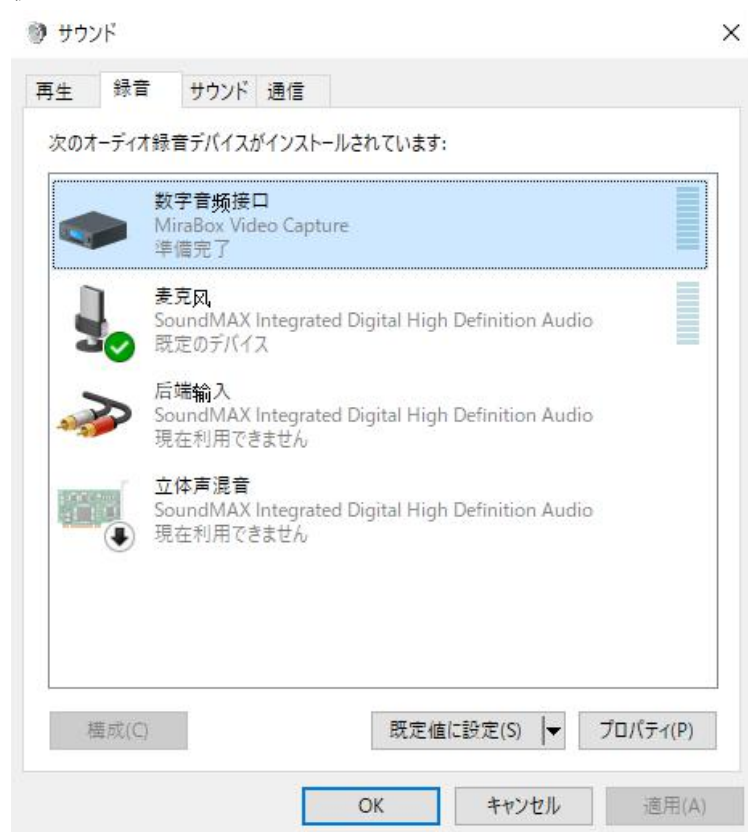 サウンド
再生 録音 サウンド 通信
次のオーディオ録音デバイスがインストールされています:
数字音频接口
MiraBox Video Capture
準備完了
麦克风
SoundMAX Integrated Digital High Definition Audio
既定のデバイス
后端输入
SoundMAX Integrated Digital High Definition Audio
現在利用できません
立体声混音
SoundMAX Integrated Digital High Definition Audio
現在利用できません
構成(C) 既定値に設定(S) プロパティ(P)
OK キャンセル 適用(A)